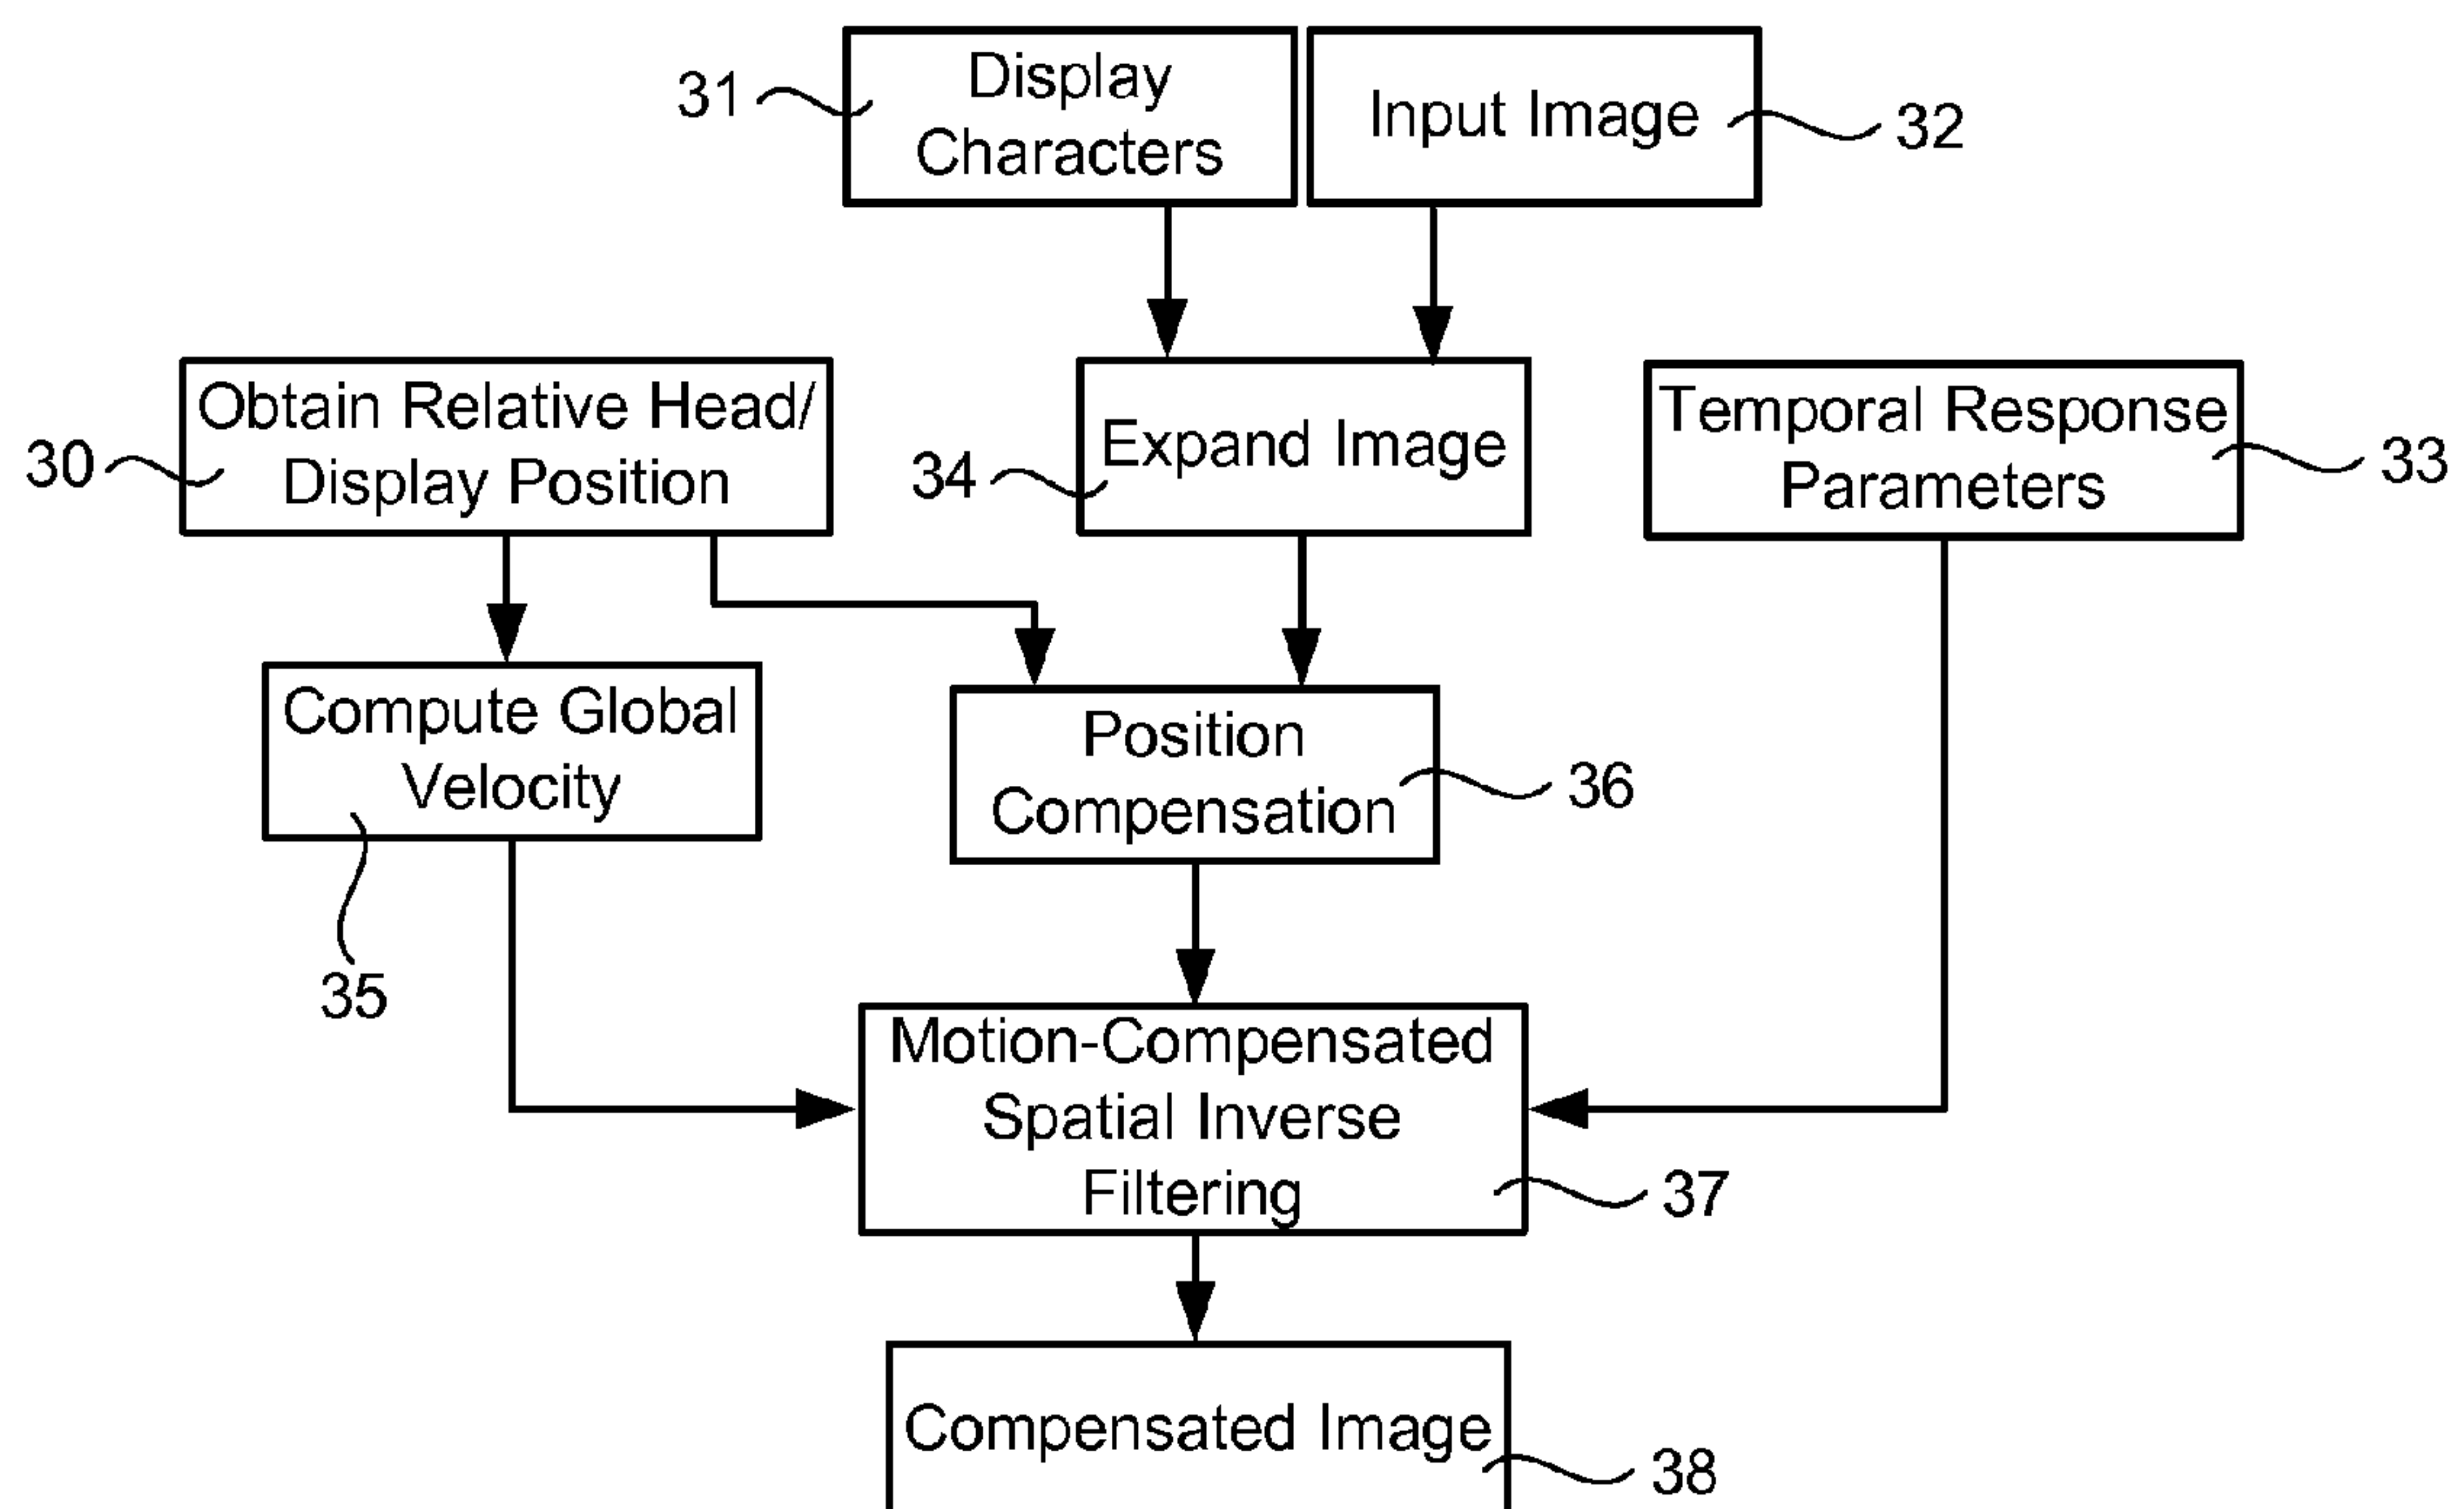 31
Display
Characters
Input Image
32
30
Obtain Relative Head/
Display Position
34
Expand Image
Temporal Response
Parameters
33
Compute Global
Velocity
35
Position
Compensation
36
Motion-Compensated
Spatial Inverse
Filtering
37
Compensated Image
38